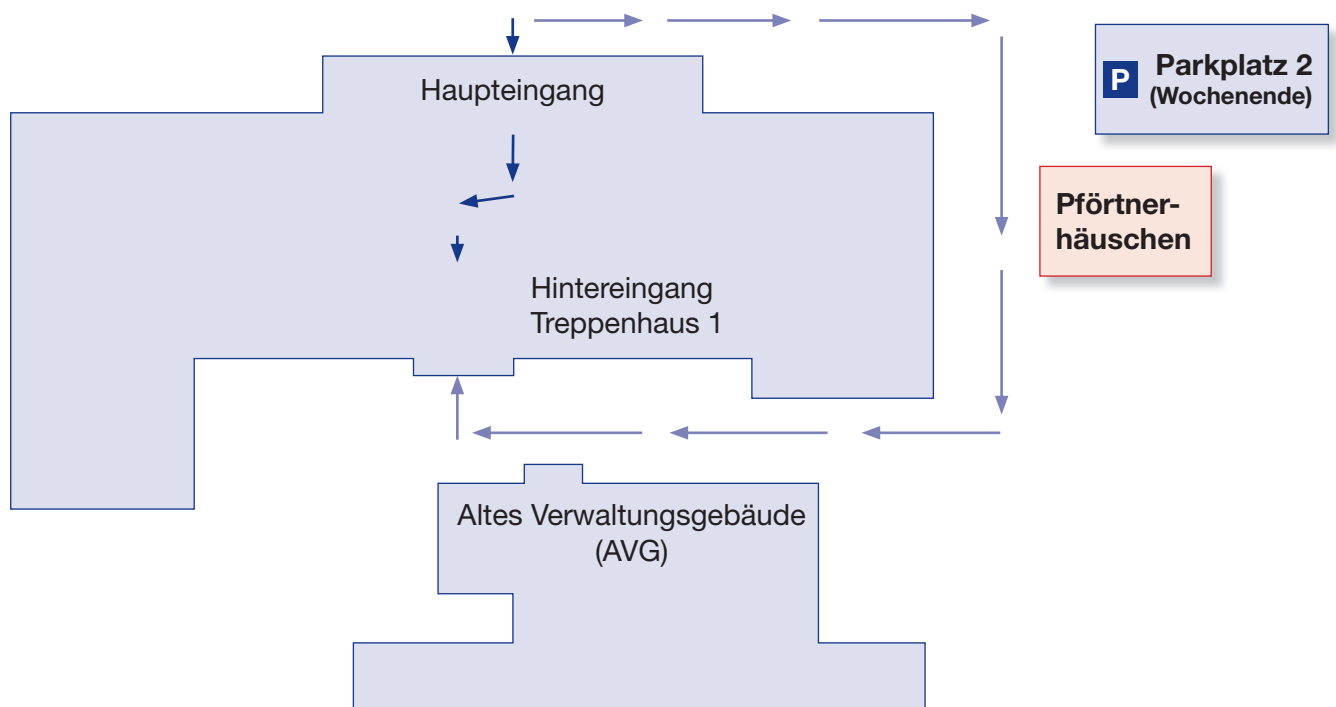 Haupteingang
P Parkplatz 2
(Wochenende)
Pförtner-
häuschen
Hintereingang
Treppenhaus 1
Altes Verwaltungsgebäude
(AVG)